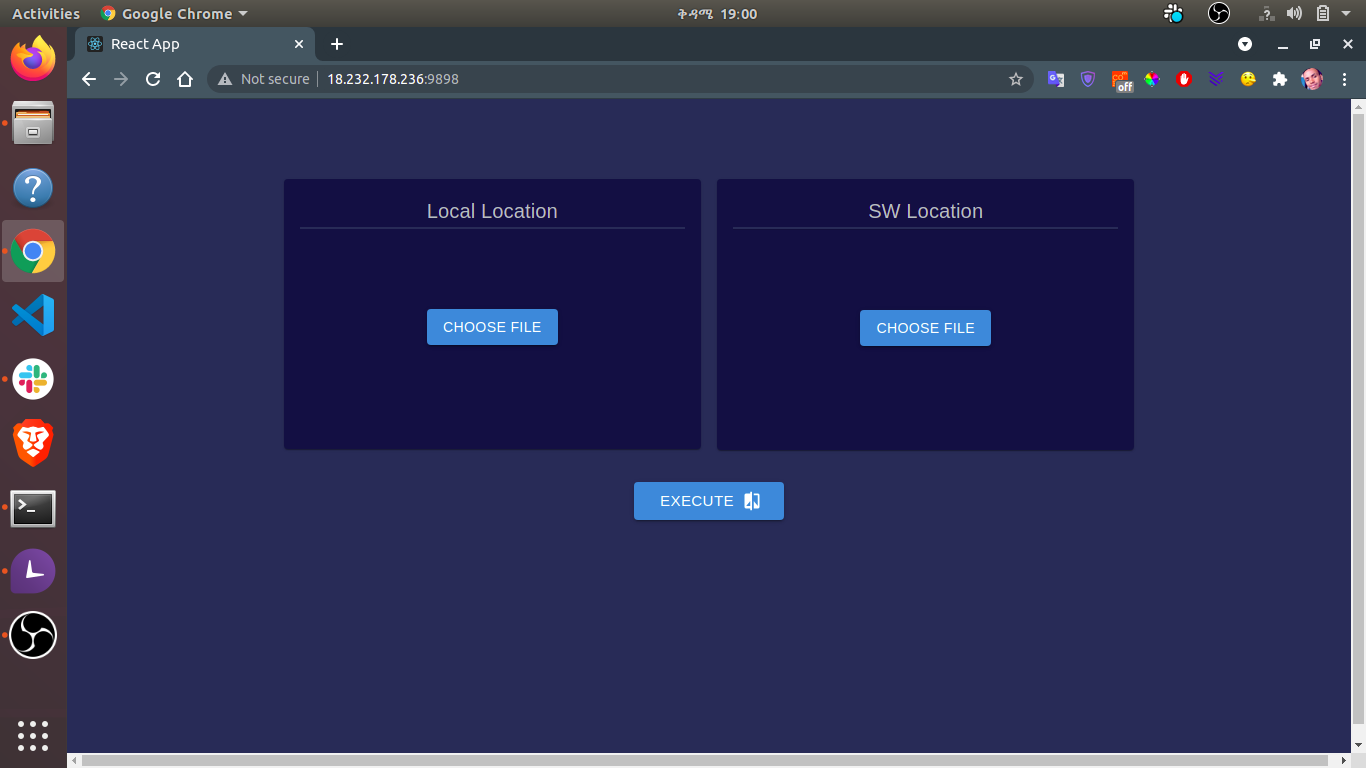 Activities
Google Chrome
ቅዳሜ 19:00
React App
Not secure
18.232.178.236:9898
off
Local Location
SW Location
CHOOSE FILE
CHOOSE FILE
EXECUTE